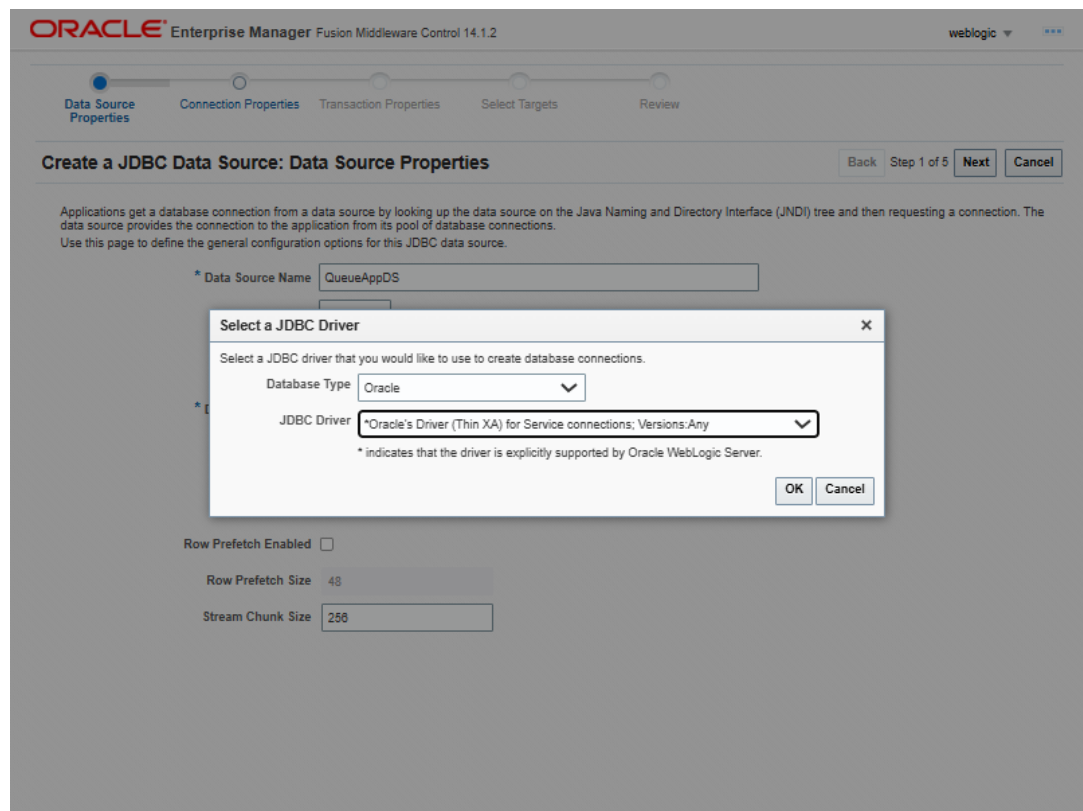 ORACLE® Enterprise Manager Fusion Middleware Control 14.1.2
weblogic
Data Source
Properties
Connection Properties
Transaction Properties
Select Targets
Review
Create a JDBC Data Source: Data Source Properties
Back Step 1 of 5 Next Cancel
Applications get a database connection from a data source by looking up the data source on the Java Naming and Directory Interface (JNDI) tree and then requesting a connection. The
data source provides the connection to the application from its pool of database connections.
Use this page to define the general configuration options for this JDBC data source.
* Data Source Name QueueAppDS
Select a JDBC Driver
Select a JDBC driver that you would like to use to create database connections.
Database Type Oracle
JDBC Driver *Oracle's Driver (Thin XA) for Service connections; Versions:Any
* indicates that the driver is explicitly supported by Oracle WebLogic Server.
OK Cancel
Row Prefetch Enabled
Row Prefetch Size 48
Stream Chunk Size 256